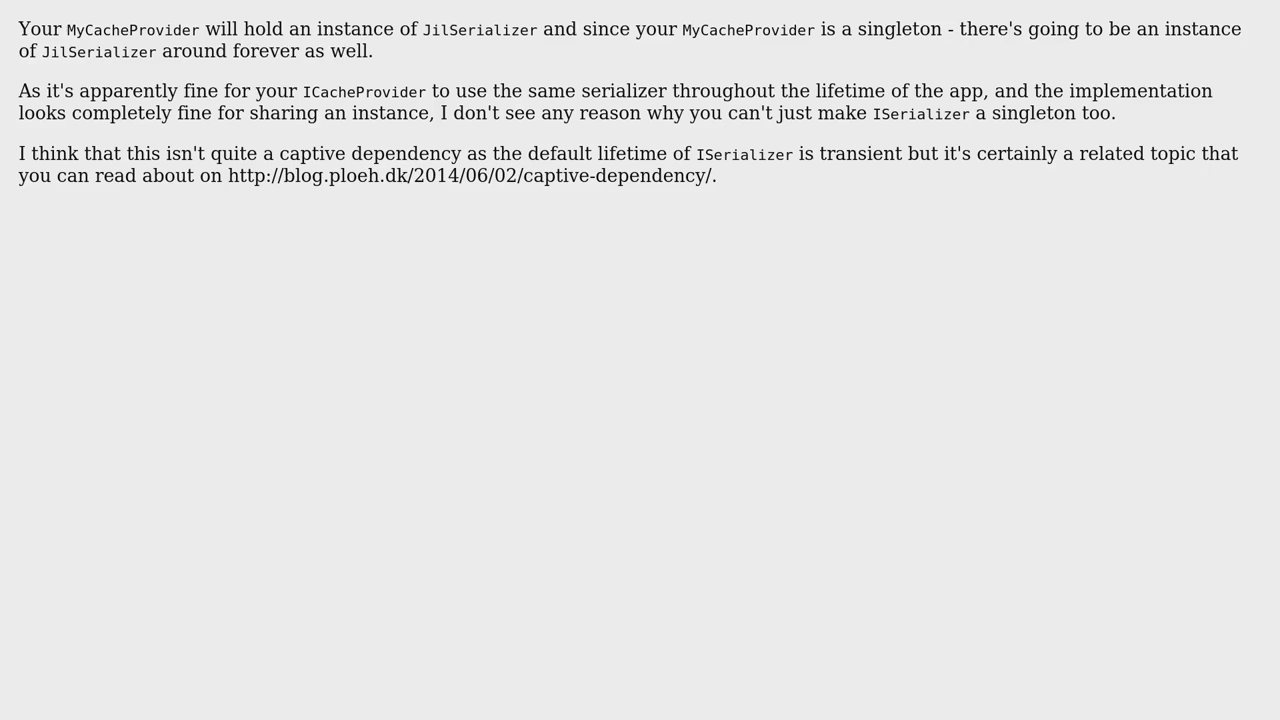 Your MyCacheProvider will hold an instance of JilSerializer and since your MyCacheProvider is a singleton - there's going to be an instance
of JilSerializer around forever as well.
As it's apparently fine for your ICacheProvider to use the same serializer throughout the lifetime of the app, and the implementation
looks completely fine for sharing an instance, I don't see any reason why you can't just make ISerializer a singleton too.
I think that this isn't quite a captive dependency as the default lifetime of ISerializer is transient but it's certainly a related topic that
you can read about on http://blog.ploeh.dk/2014/06/02/captive-dependency/.